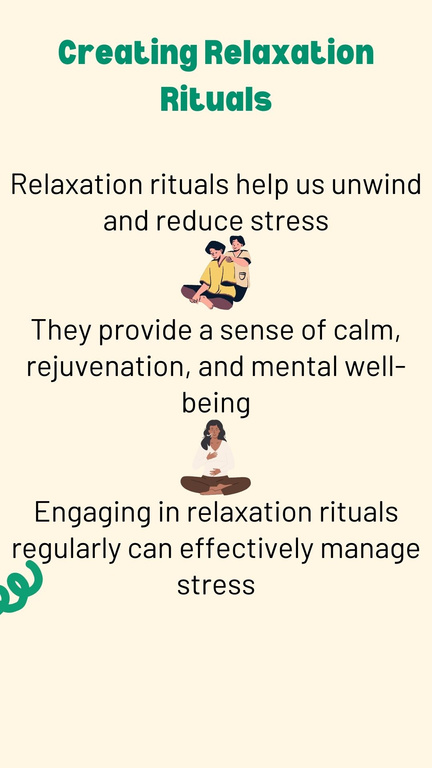 Creating Relaxation
Rituals
Relaxation rituals help us unwind
and reduce stress
They provide a sense of calm,
rejuvenation, and mental well-
being
Engaging in relaxation rituals
regularly can effectively manage
stress